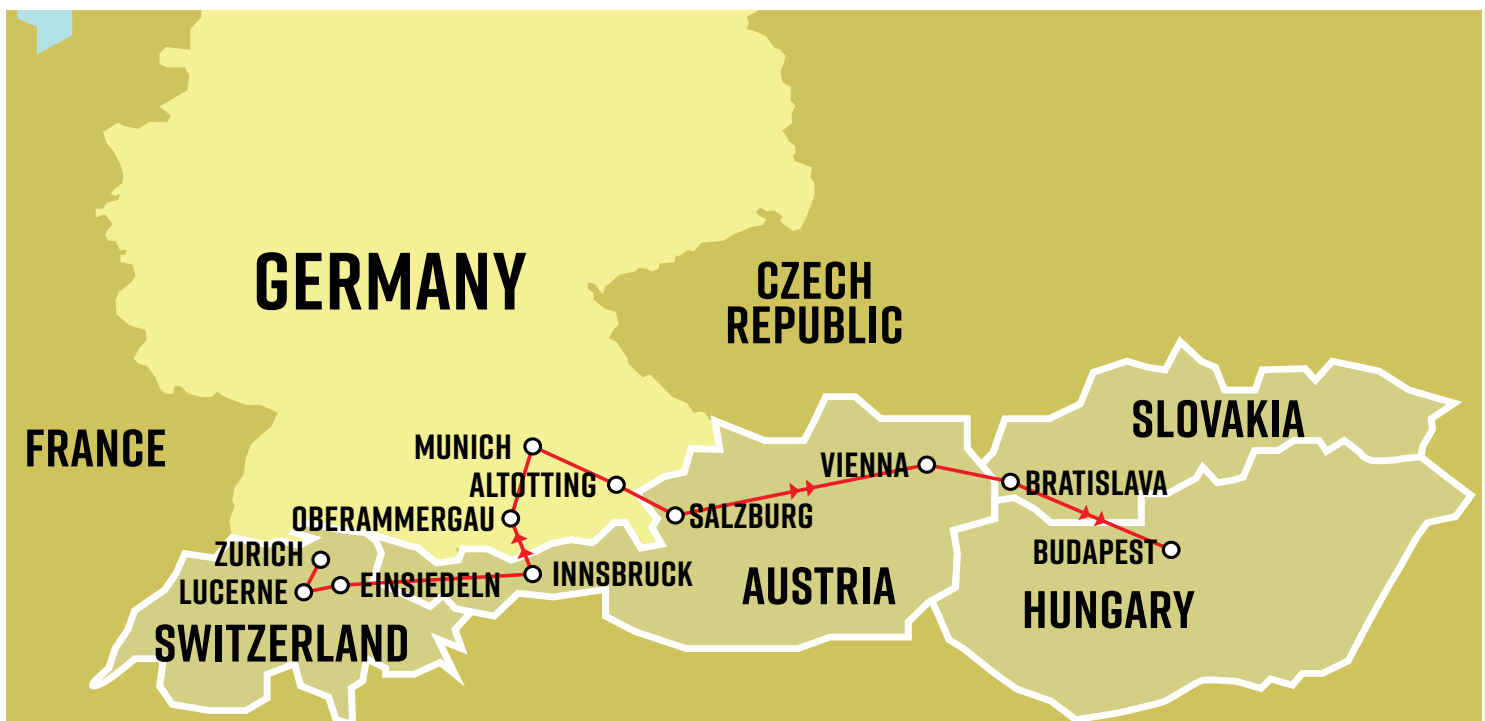 GERMANY
CZECH
REPUBLIC
FRANCE
SLOVAKIA
MUNICH
VIENNA
ALTOTTING
BRATISLAVA
OBERAMMERGAU
SALZBURG
ZURICH
BUDAPEST
LUCERNE
EINSIEDELN
INNSBRUCK
AUSTRIA
HUNGARY
SWITZERLAND